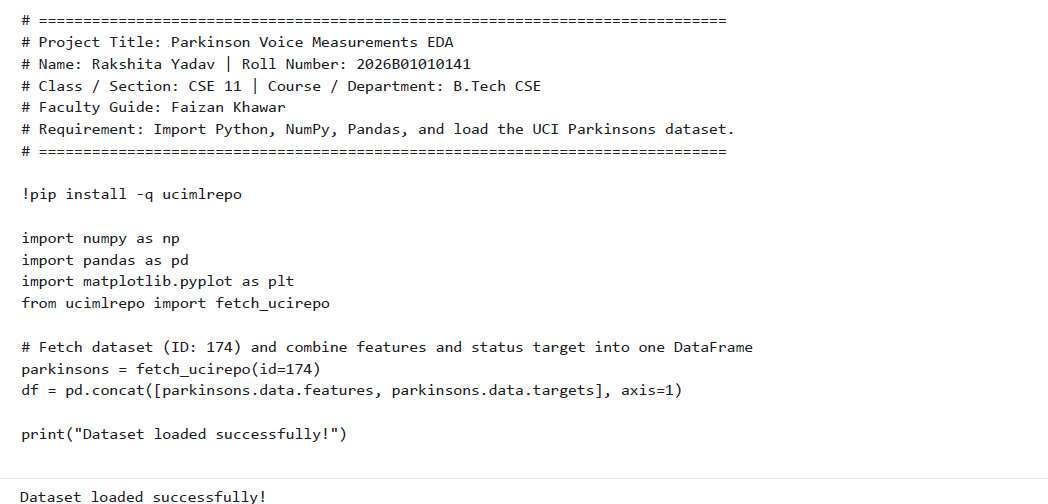 # ==============================================================================
# Project Title: Parkinson Voice Measurements EDA
# Name: Rakshita Yadav | Roll Number: 2026B01010141
# Class / Section: CSE 11 | Course / Department: B.Tech CSE
# Faculty Guide: Faizan Khawar
# Requirement: Import Python, NumPy, Pandas, and load the UCI Parkinsons dataset.
# ==============================================================================
!pip install -q ucimlrepo
import numpy as np
import pandas as pd
import matplotlib.pyplot as plt
from ucimlrepo import fetch_ucirepo
# Fetch dataset (ID: 174) and combine features and status target into one DataFrame
parkinsons = fetch_ucirepo(id=174)
df = pd.concat([parkinsons.data.features, parkinsons.data.targets], axis=1)
print("Dataset loaded successfully!")
Dataset loaded successfully!